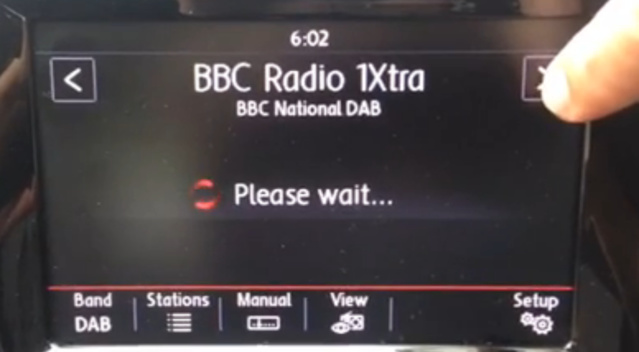 6:02
BBC Radio 1Xtra
BBC National DAB
Please wait...
Band Stations Manual View Setup
DAB